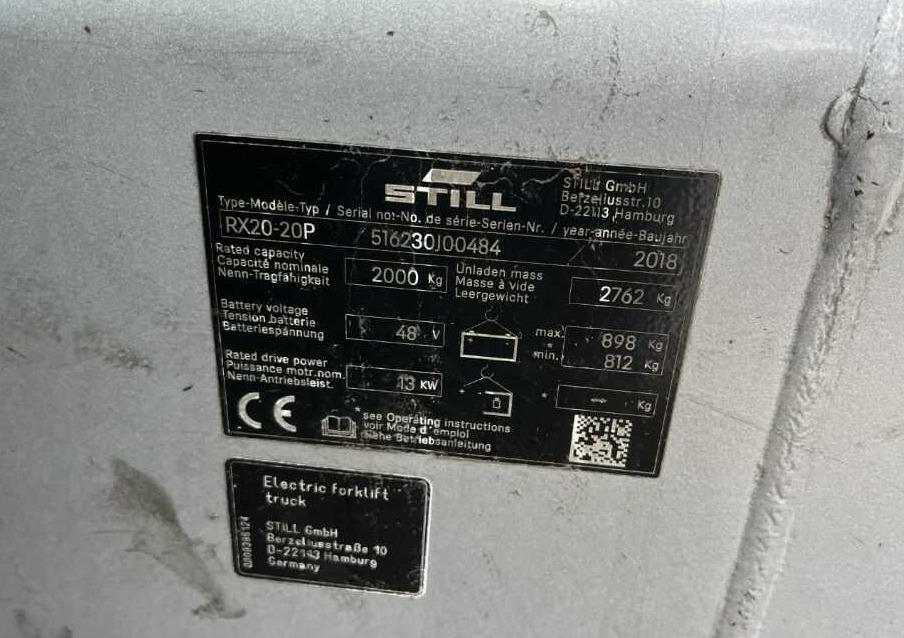 STILL
STILL GmbH
Berzeliusstr.10
D-22113 Hamburg
Type-Modèle-Typ / Serial not-No. de série-Serien-Nr. / year-année-Baujahr
RX20-20P 516230J00484 2018
Rated capacity
Capacité nominale
Nenn-Tragfähigkeit
2000 Kg
Unladen mass
Masse à vide
Leergewicht
2762 Kg
Battery voltage
Tension batterie
Batteriespannung
48 V
max.
*
min.
898 Kg
812 Kg
Rated drive power
Puissance motr.nom.
Nenn-Antriebsleist.
13 KW
* -- Kg
CE
* see Operating instructions
voir Mode d'emploi
siehe Betriebsanleitung
Electric forklift
truck
STILL GmbH
Berzeliusstraße 10
D-22113 Hamburg
Germany